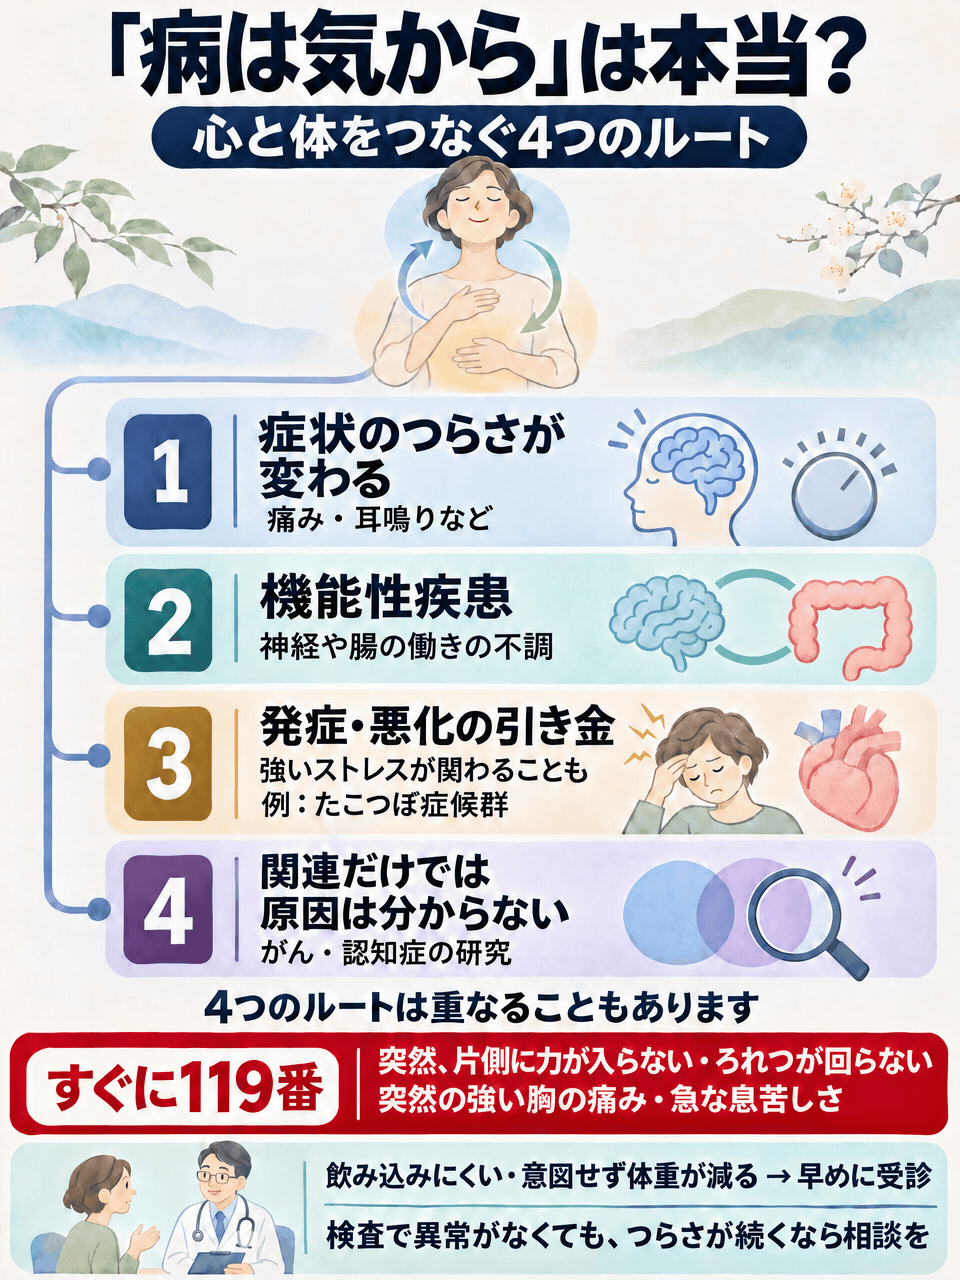 「病は気から」は本当？
心と体をつなぐ4つのルート
1
症状のつらさが
変わる
痛み・耳鳴りなど
2
機能性疾患
神経や腸の働きの不調
3
発症・悪化の引き金
強いストレスが関わることも
例：たこつぼ症候群
4
関連だけでは
原因は分からない
がん・認知症の研究
4つのルートは重なることもあります
すぐに119番
突然、片側に力が入らない・ろれつが回らない
突然の強い胸の痛み・急な息苦しさ
飲み込みにくい・意図せず体重が減る → 早めに受診
検査で異常がなくても、つらさが続くなら相談を